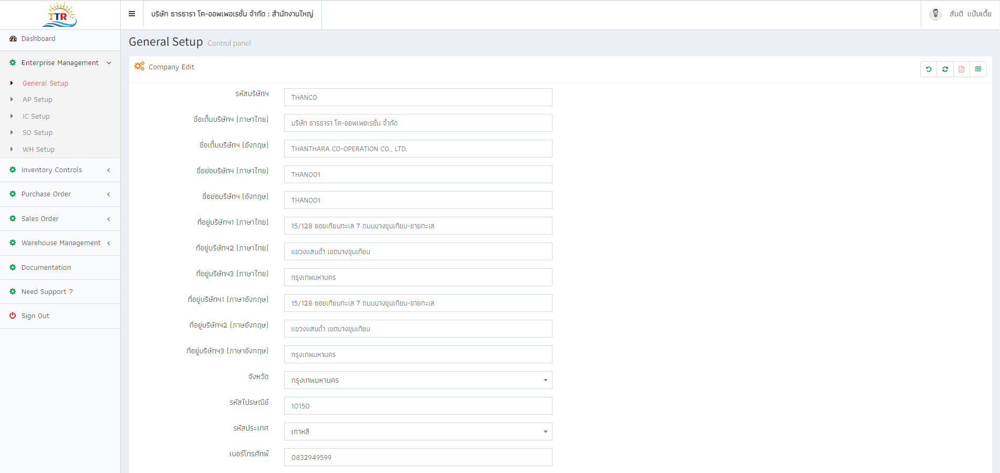 TTR
บริษัท ธารธารา โค-ออพเพอเรชั่น จำกัด : สำนักงานใหญ่
สันติ แป้นเตี้ย
Dashboard
Enterprise Management
General Setup
AP Setup
IC Setup
SO Setup
WH Setup
Inventory Controls
Purchase Order
Sales Order
Warehouse Management
Documentation
Need Support ?
Sign Out
General Setup Control panel
Company Edit
รหัสบริษัทฯ THANCO
ชื่อเต็มบริษัทฯ (ภาษาไทย) บริษัท ธารธารา โค-ออพเพอเรชั่น จำกัด
ชื่อเต็มบริษัทฯ (อังกฤษ) THANTHARA CO-OPERATION CO., LTD.
ชื่อย่อบริษัทฯ (ภาษาไทย) THAN001
ชื่อย่อบริษัทฯ (อังกฤษ) THAN001
ที่อยู่บริษัทฯ1 (ภาษาไทย) 15/128 ซอยเทียนทะเล 7 ถนนบางขุนเทียน-ชายทะเล
ที่อยู่บริษัทฯ2 (ภาษาไทย) แขวงแสมดำ เขตบางขุนเทียน
ที่อยู่บริษัทฯ3 (ภาษาไทย) กรุงเทพมหานคร
ที่อยู่บริษัทฯ1 (ภาษาอังกฤษ) 15/128 ซอยเทียนทะเล 7 ถนนบางขุนเทียน-ชายทะเล
ที่อยู่บริษัทฯ2 (ภาษอังกฤษ) แขวงแสมดำ เขตบางขุนเทียน
ที่อยู่บริษัทฯ3 (ภาษาอังกฤษ) กรุงเทพมหานคร
จังหวัด กรุงเทพมหานคร
รหัสไปรษณีย์ 10150
รหัสประเทศ เกาหลี
เบอร์โทรศัทพ์ 0832949599